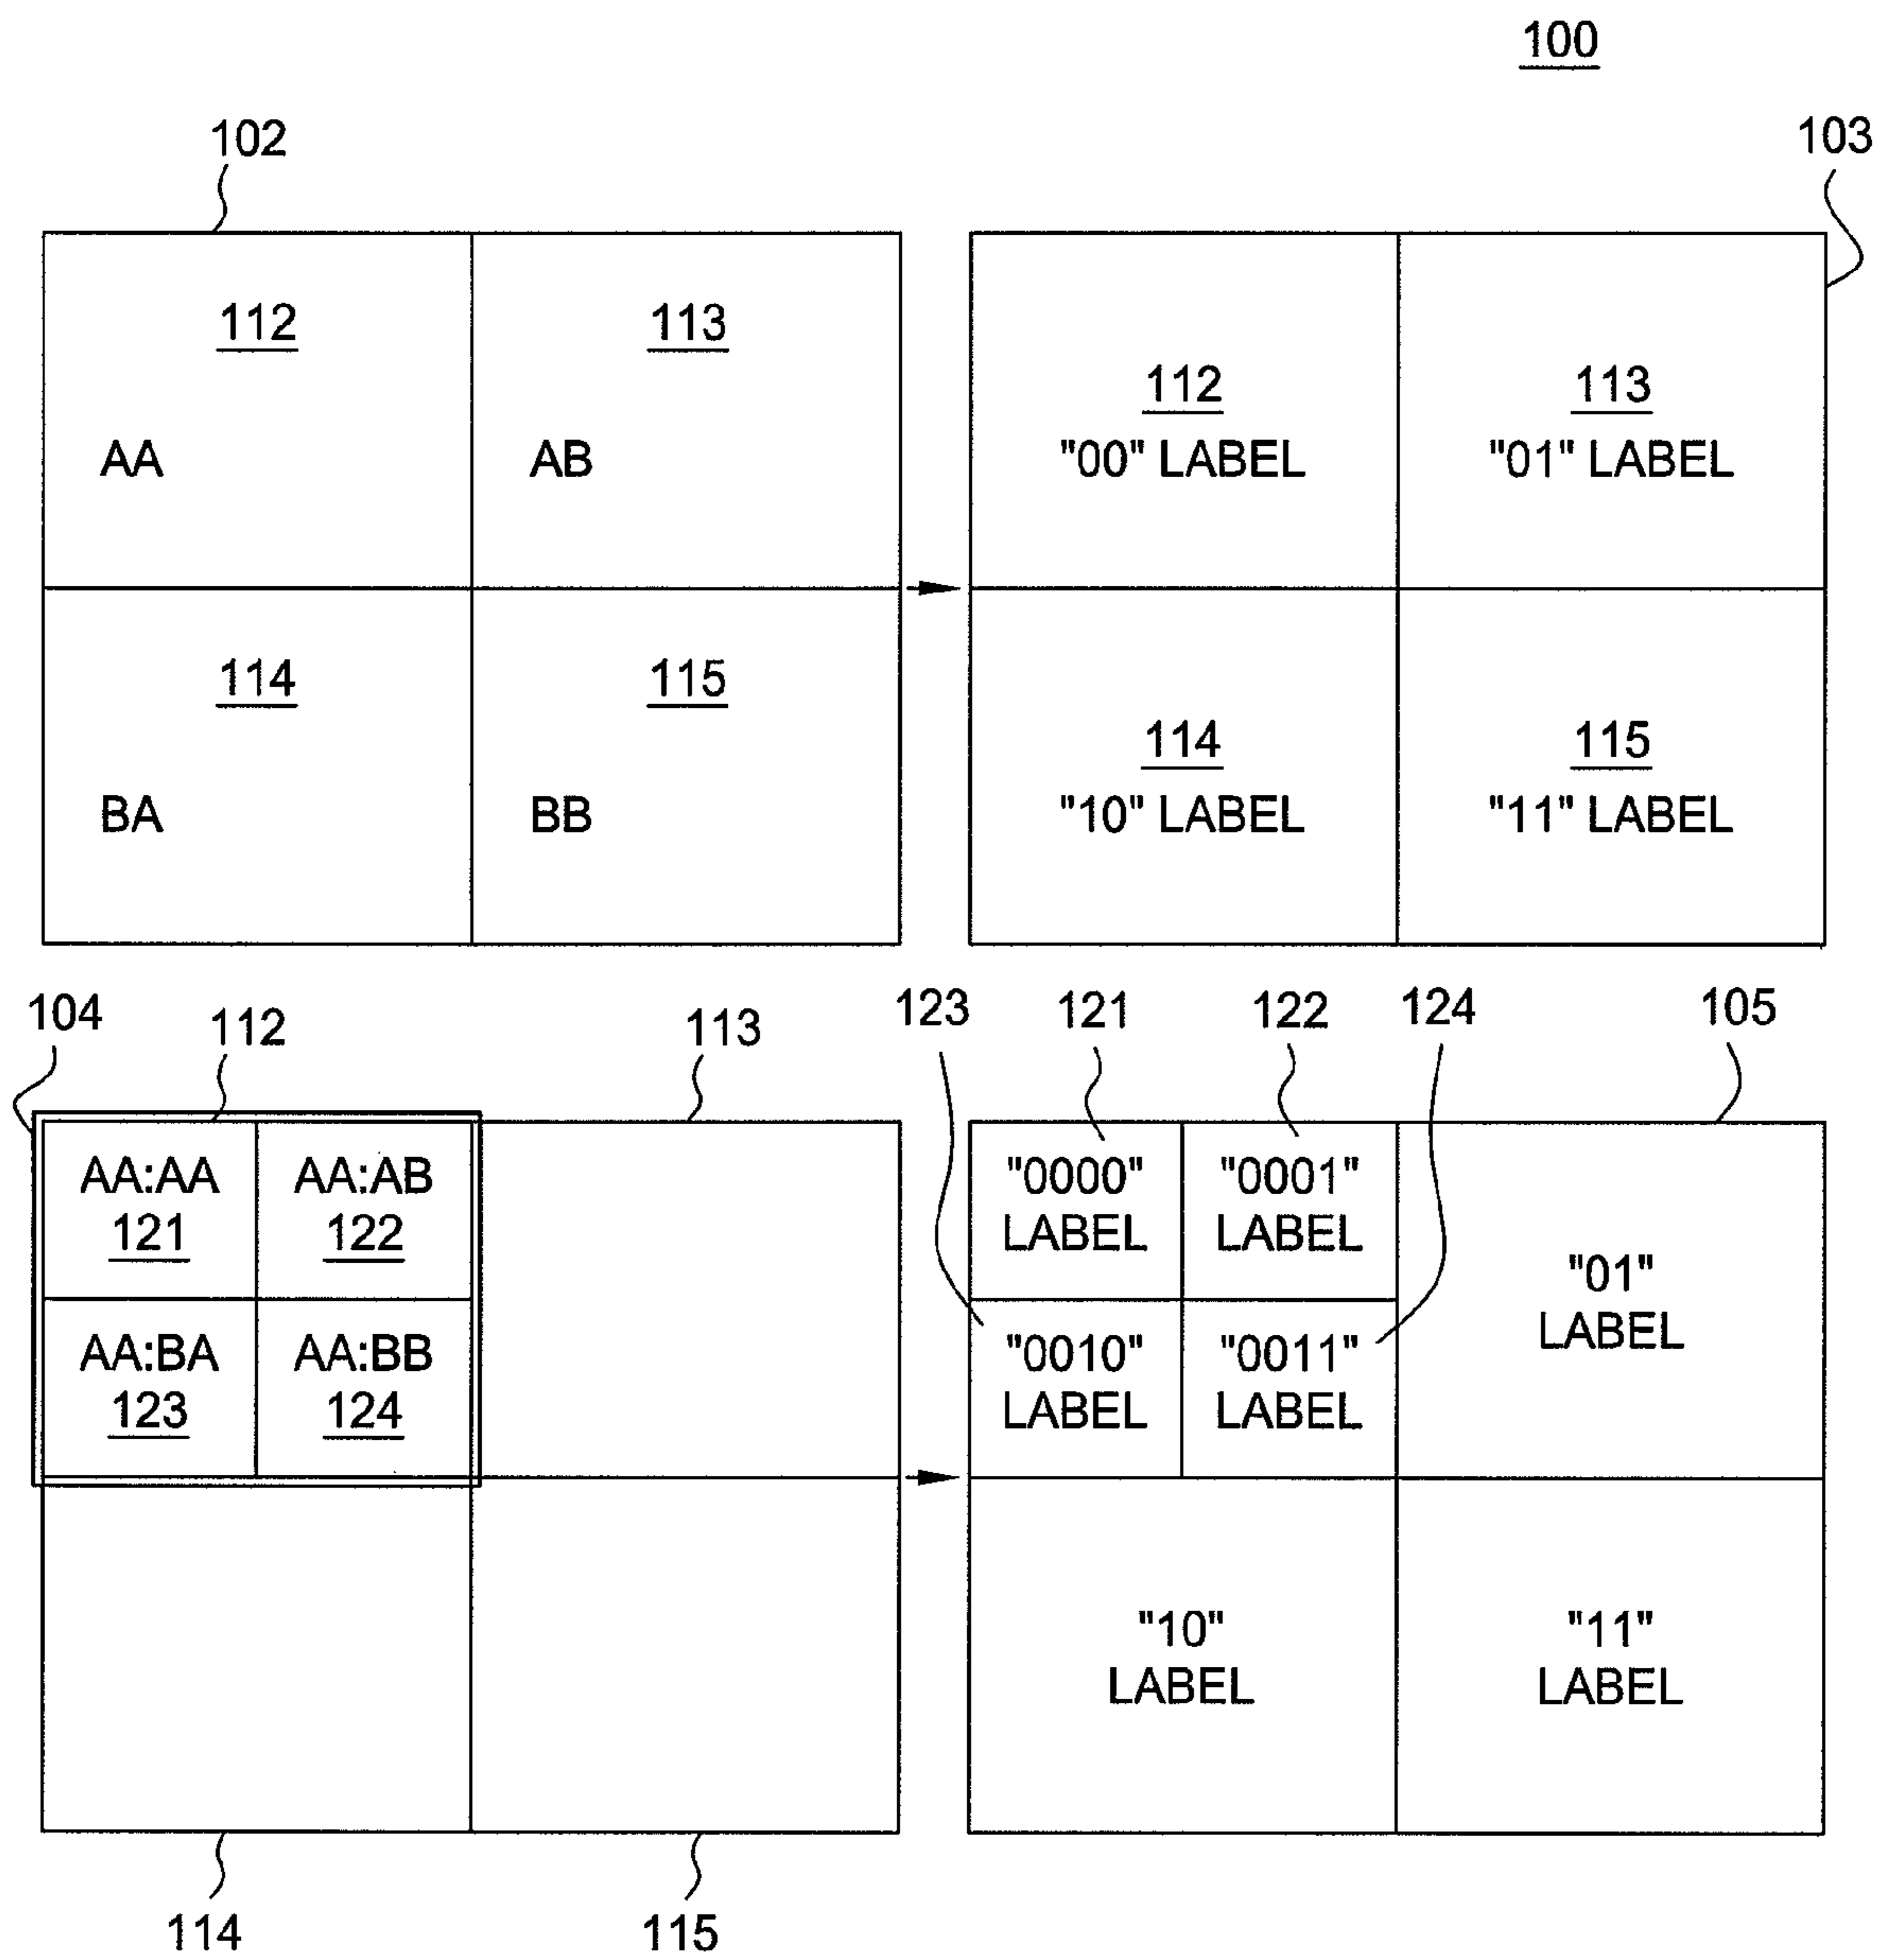 100
102
103
112
113
AA
AB
112
113
"00" LABEL
"01" LABEL
114
115
BA
BB
114
115
"10" LABEL
"11" LABEL
104
112
113
123
121
122
124
105
AA:AA
121
AA:AB
122
AA:BA
123
AA:BB
124
"0000"
LABEL
"0001"
LABEL
"0010"
LABEL
"0011"
LABEL
"01"
LABEL
"10"
LABEL
"11"
LABEL
114
115